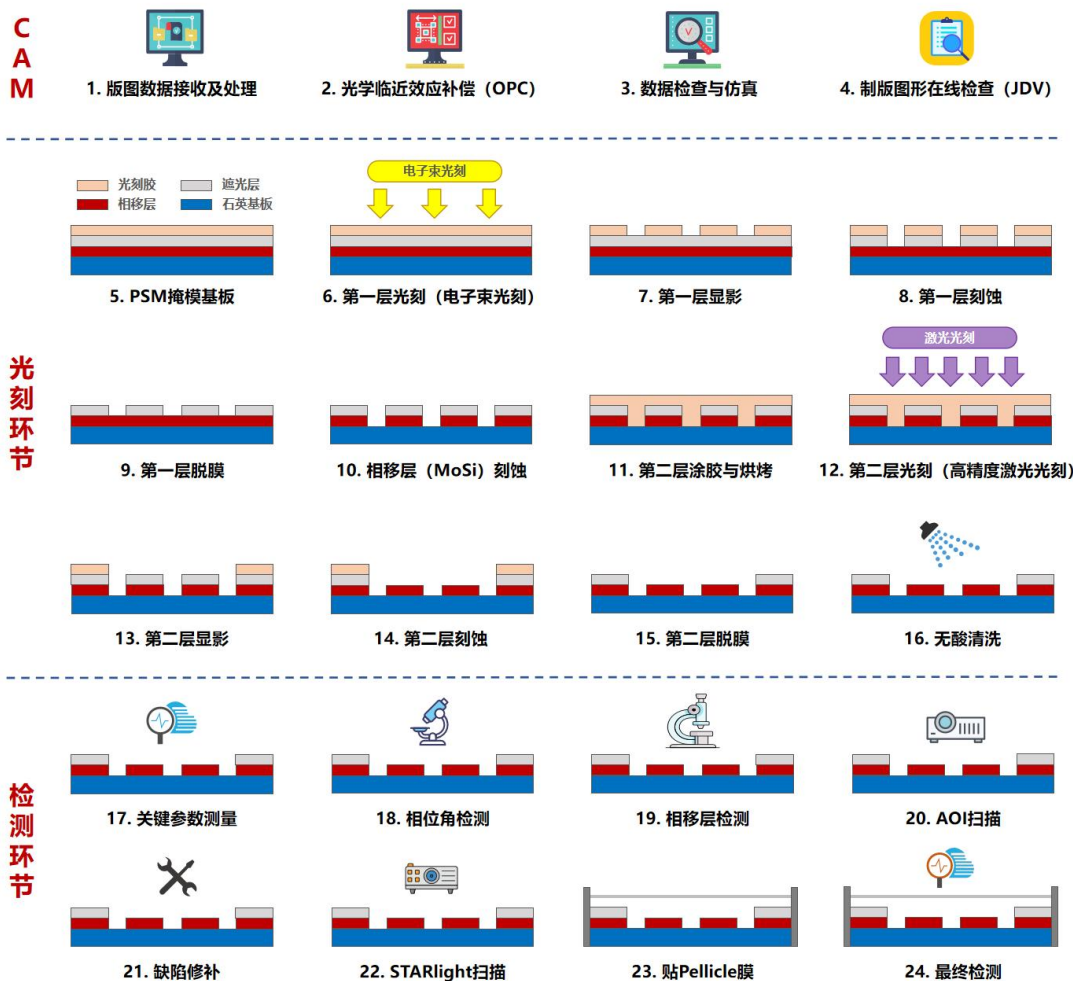 CAM
1. 版图数据接收及处理
2. 光学临近效应补偿（OPC）
3. 数据检查与仿真
4. 制版图形在线检查（JDV）
光刻环节
光刻胶
遮光层
相移层
石英基板
电子束光刻
5. PSM掩模基板
6. 第一层光刻（电子束光刻）
7. 第一层显影
8. 第一层刻蚀
激光光刻
9. 第一层脱膜
10. 相移层（MoSi）刻蚀
11. 第二层涂胶与烘烤
12. 第二层光刻（高精度激光光刻）
13. 第二层显影
14. 第二层刻蚀
15. 第二层脱膜
16. 无酸清洗
检测环节
17. 关键参数测量
18. 相位角检测
19. 相移层检测
20. AOI扫描
21. 缺陷修补
22. STARlight扫描
23. 贴Pellicle膜
24. 最终检测